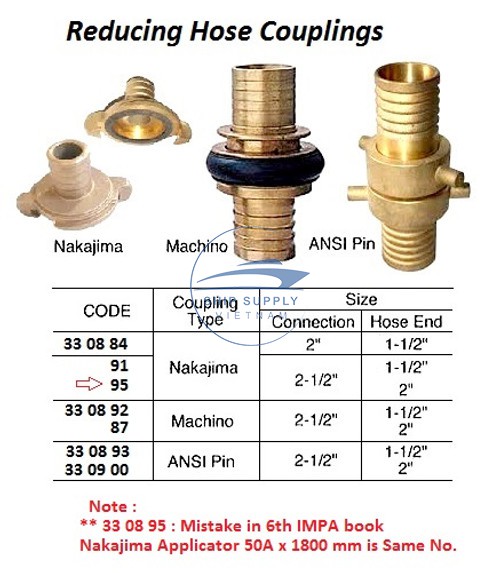 Reducing Hose Couplings
Nakajima
Machino
ANSI Pin
SHIP SUPPLY
VIETNAM
CODE Coupling Type Size
Connection Hose End
33 08 84 Nakajima 2" 1-1/2"
91 2-1/2" 1-1/2"
95 2"
33 08 92 Machino 2-1/2" 1-1/2"
87 2"
33 08 93 ANSI Pin 2-1/2" 1-1/2"
33 09 00 2"
Note :
** 33 08 95 : Mistake in 6th IMPA book
Nakajima Applicator 50A x 1800 mm is Same No.